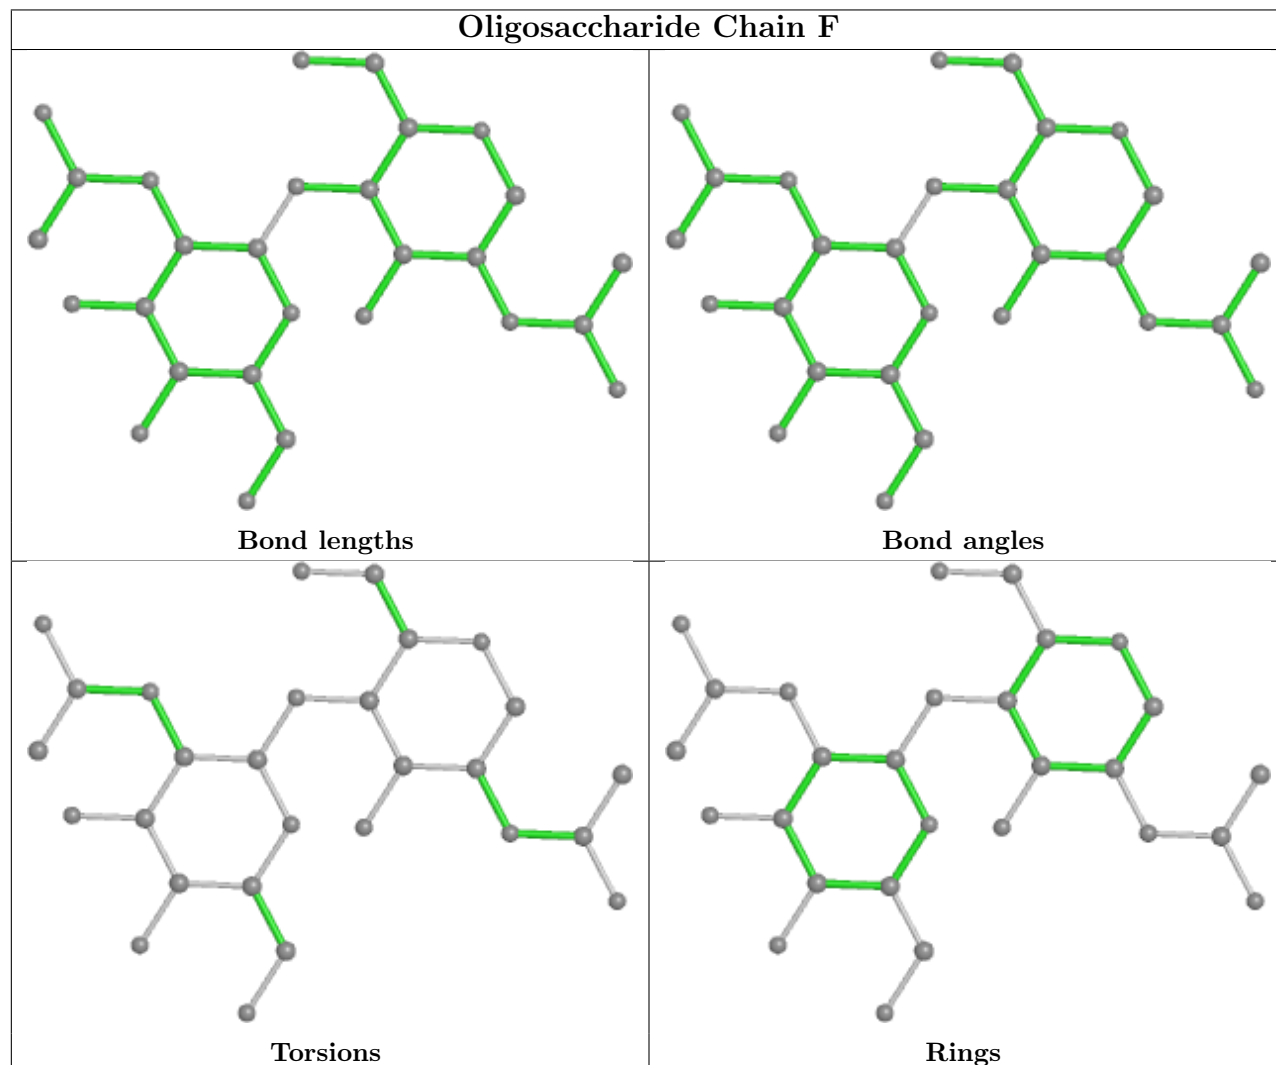 Oligosaccharide Chain F
Bond lengths
Bond angles
Torsions
Rings